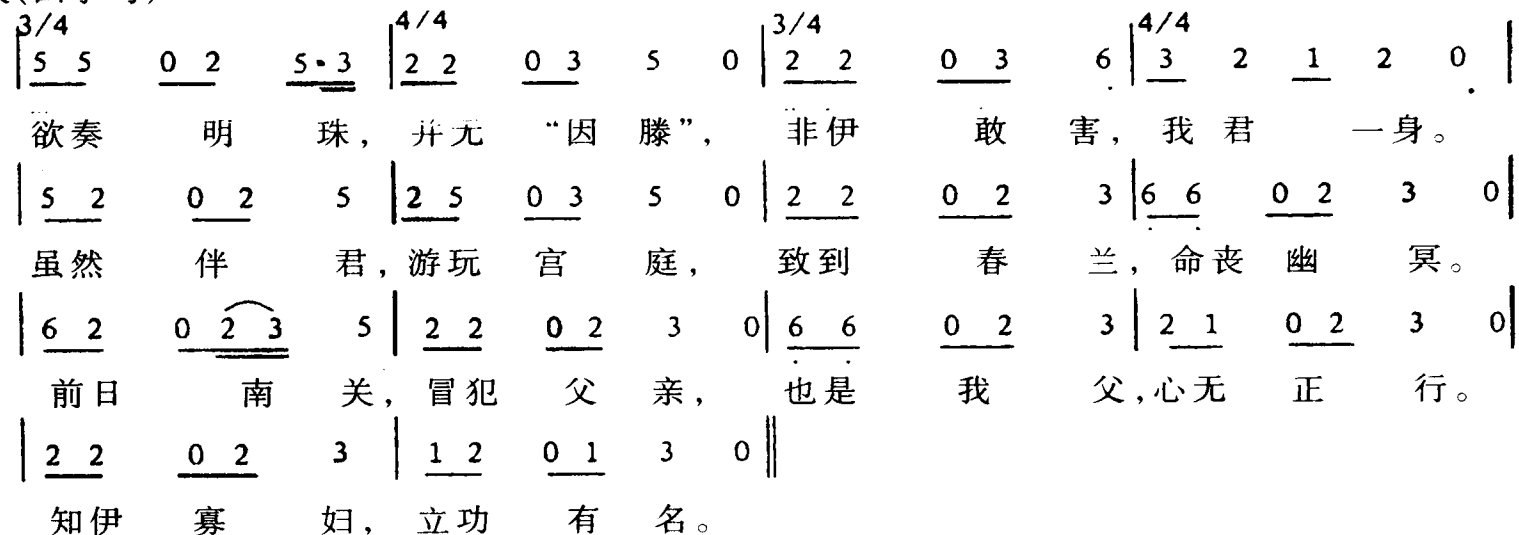 3/4 4/4 3/4 4/4
5 5 0 2 5·3 | 2 2 0 3 5 0 | 2 2 0 3 6 | 3 2 1 2 0 |
欲奏 明 珠，并无 “因 滕”， 非伊 敢 害，我 君 一身。
| 5 2 0 2 5 | 2 5 0 3 5 0 | 2 2 0 2 3 | 6 6 0 2 3 0 |
虽然 伴 君，游玩 宫 庭， 致到 春 兰，命丧 幽 冥。
| 6 2 0 2 3 5 | 2 2 0 2 3 0 | 6 6 0 2 3 | 2 1 0 2 3 0 |
前日 南 关，冒犯 父 亲， 也是 我 父，心无 正 行。
| 2 2 0 2 3 | 1 2 0 1 3 0 ‖
知伊 寡 妇，立功 有 名。